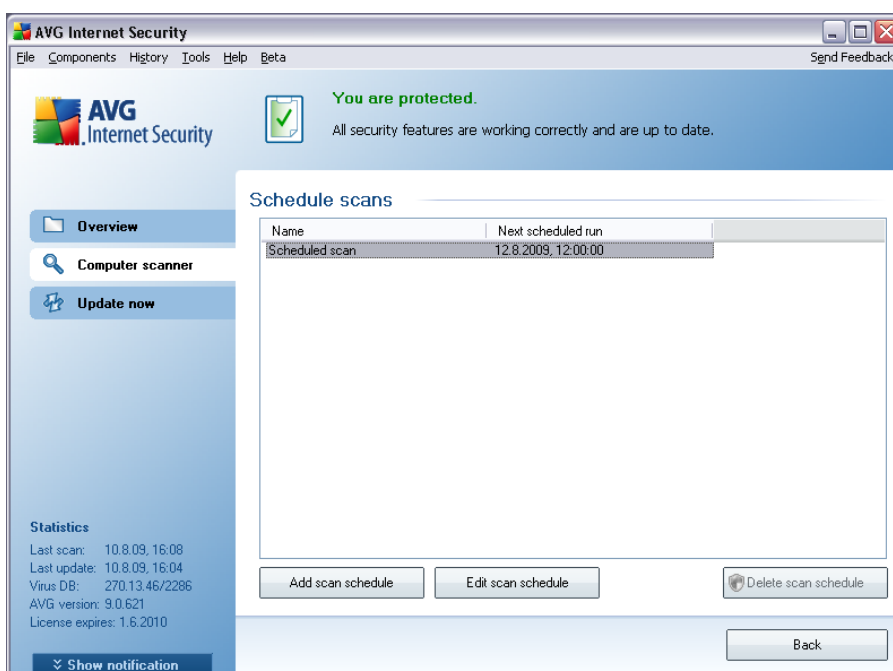 AVG Internet Security
File Components History Tools Help Beta Send Feedback
AVG
Internet Security
You are protected.
All security features are working correctly and are up to date.
Overview
Computer scanner
Update now
Schedule scans
Name Next scheduled run
Scheduled scan 12.8.2009, 12:00:00
Statistics
Last scan: 10.8.09, 16:08
Last update: 10.8.09, 16:04
Virus DB: 270.13.46/2286
AVG version: 9.0.621
License expires: 1.6.2010
Show notification
Add scan schedule Edit scan schedule Delete scan schedule
Back